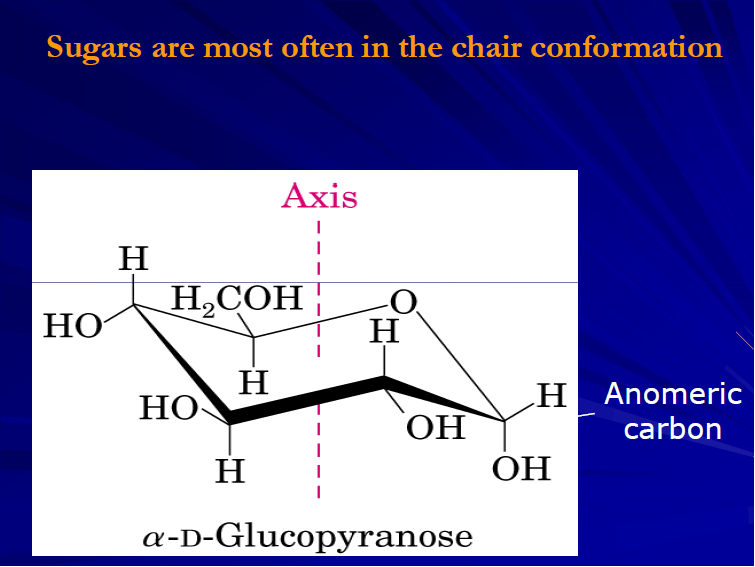 Sugars are most often in the chair conformation
Axis
H
H₂COH
O
HO
H
H
HO
H
Anomeric
carbon
OH
H
OH
α-D-Glucopyranose